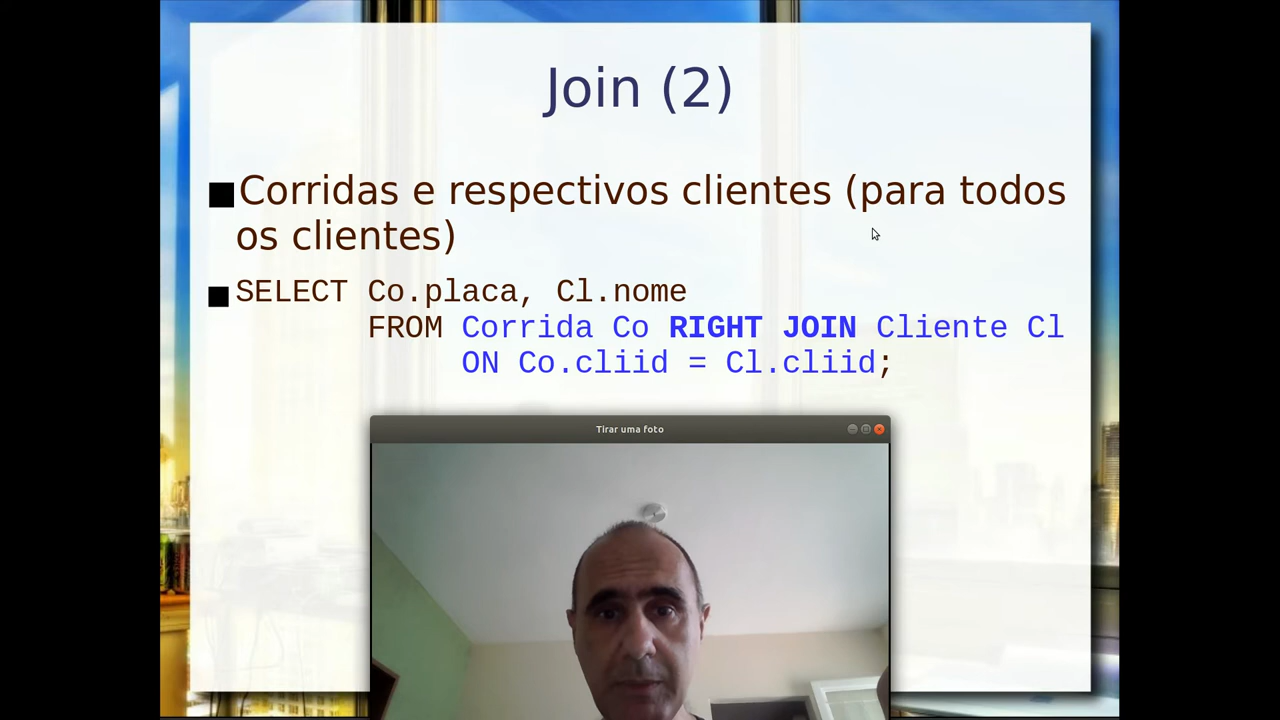 Join (2)
Corridas e respectivos clientes (para todos
os clientes)
SELECT Co.placa, Cl.nome
FROM Corrida Co RIGHT JOIN Cliente Cl
ON Co.cliid = Cl.cliid;
Tirar uma foto